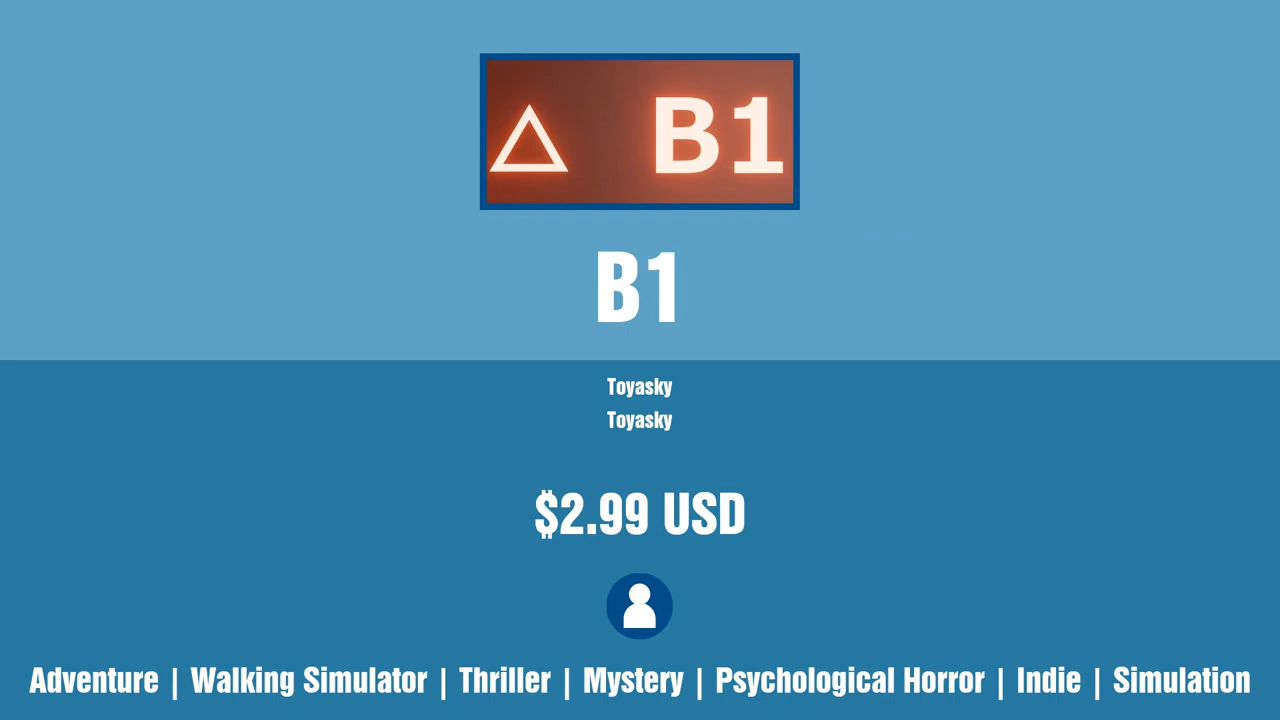 △ B1
B1
Toyasky
Toyasky
$2.99 USD
Adventure | Walking Simulator | Thriller | Mystery | Psychological Horror | Indie | Simulation